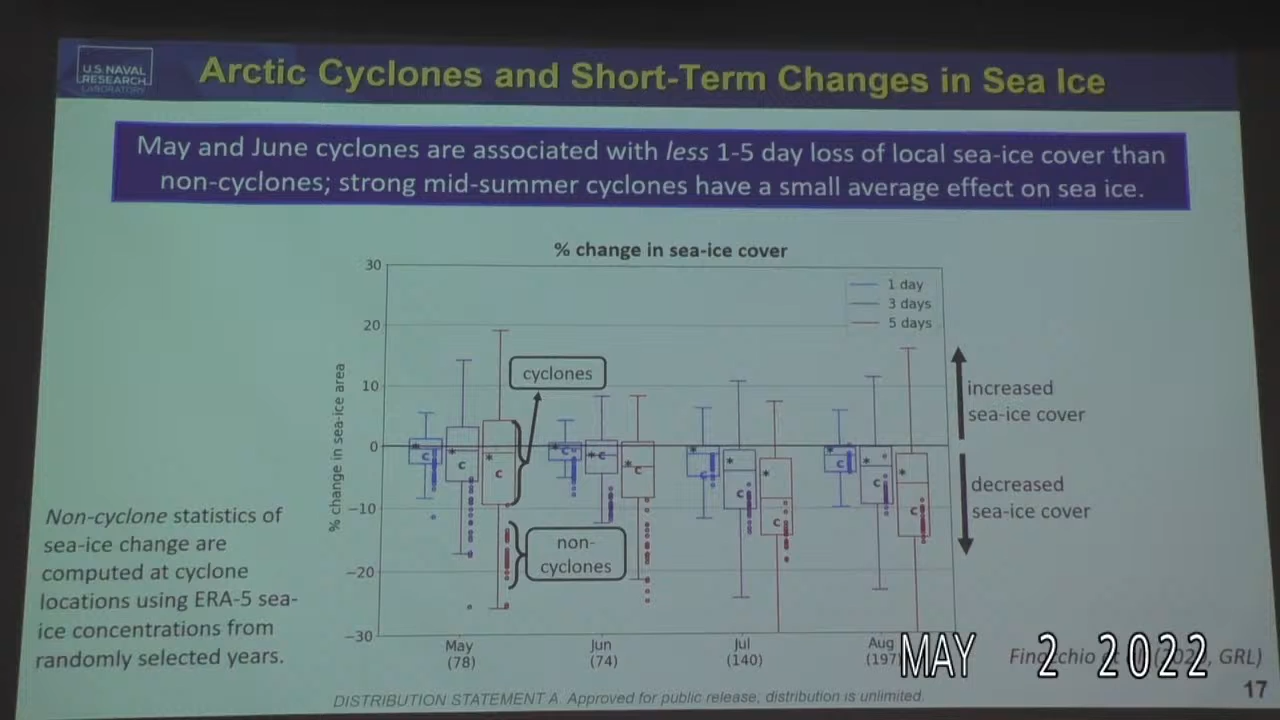 U.S. NAVAL
RESEARCH
LABORATORY
Arctic Cyclones and Short-Term Changes in Sea Ice
May and June cyclones are associated with less 1-5 day loss of local sea-ice cover than
non-cyclones; strong mid-summer cyclones have a small average effect on sea ice.
% change in sea-ice cover
30
20
10
0
−10
−20
−30
% change in sea-ice area
1 day
3 days
5 days
cyclones
non-
cyclones
* C
* C
* C
* C
* C
* C
* C
* C
* C
* C
* C
* C
increased
sea-ice cover
decreased
sea-ice cover
May
(78)
Jun
(74)
Jul
(140)
Aug
(197)
Non-cyclone statistics of
sea-ice change are
computed at cyclone
locations using ERA-5 sea-
ice concentrations from
randomly selected years.
MAY 2 2022
GRL)
DISTRIBUTION STATEMENT A. Approved for public release; distribution is unlimited.
17